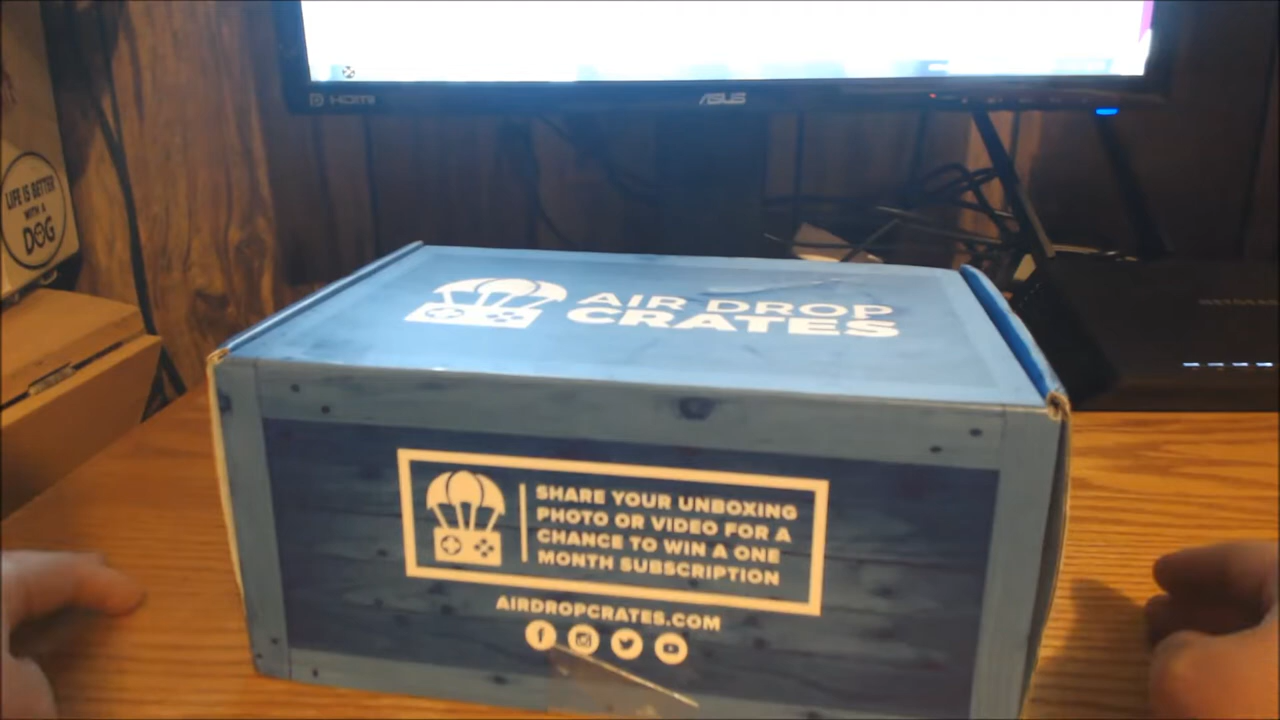 HDMI
ASUS
LIFE IS BETTER
WITH A
DOG
AIR DROP
CRATES
NETGEAR
SHARE YOUR UNBOXING
PHOTO OR VIDEO FOR A
CHANCE TO WIN A ONE
MONTH SUBSCRIPTION
AIRDROPCRATES.COM